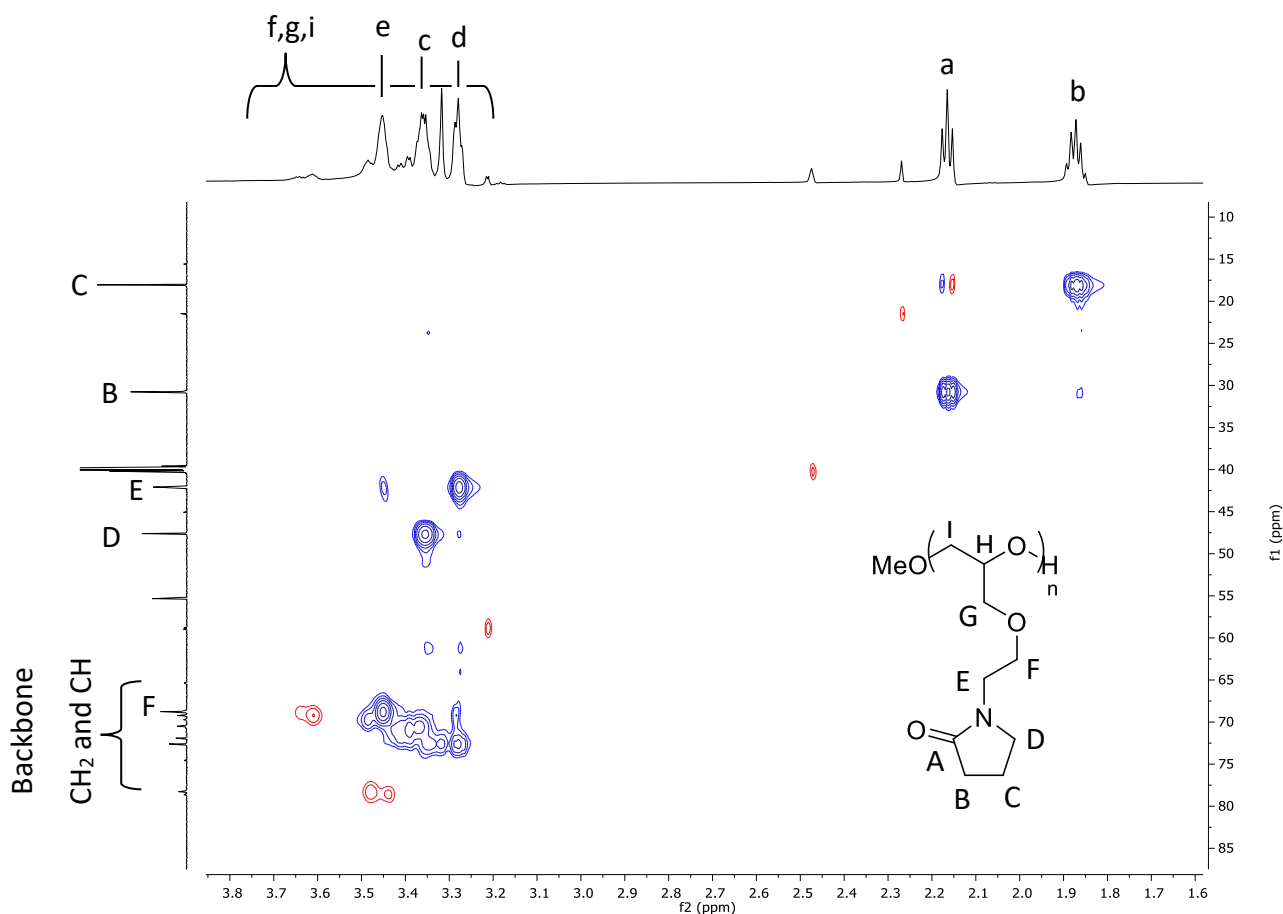 f,g,i
e
c
d
a
b
C
B
E
D
F
Backbone
CH₂ and CH
10
15
20
25
30
35
40
45
50
55
60
65
70
75
80
85
f1 (ppm)
3.8 3.7 3.6 3.5 3.4 3.3 3.2 3.1 3.0 2.9 2.8 2.7 2.6 2.5 2.4 2.3 2.2 2.1 2.0 1.9 1.8 1.7 1.6
f2 (ppm)
I
H O
MeO H
n
G O
F
E
O N
D
A
B C